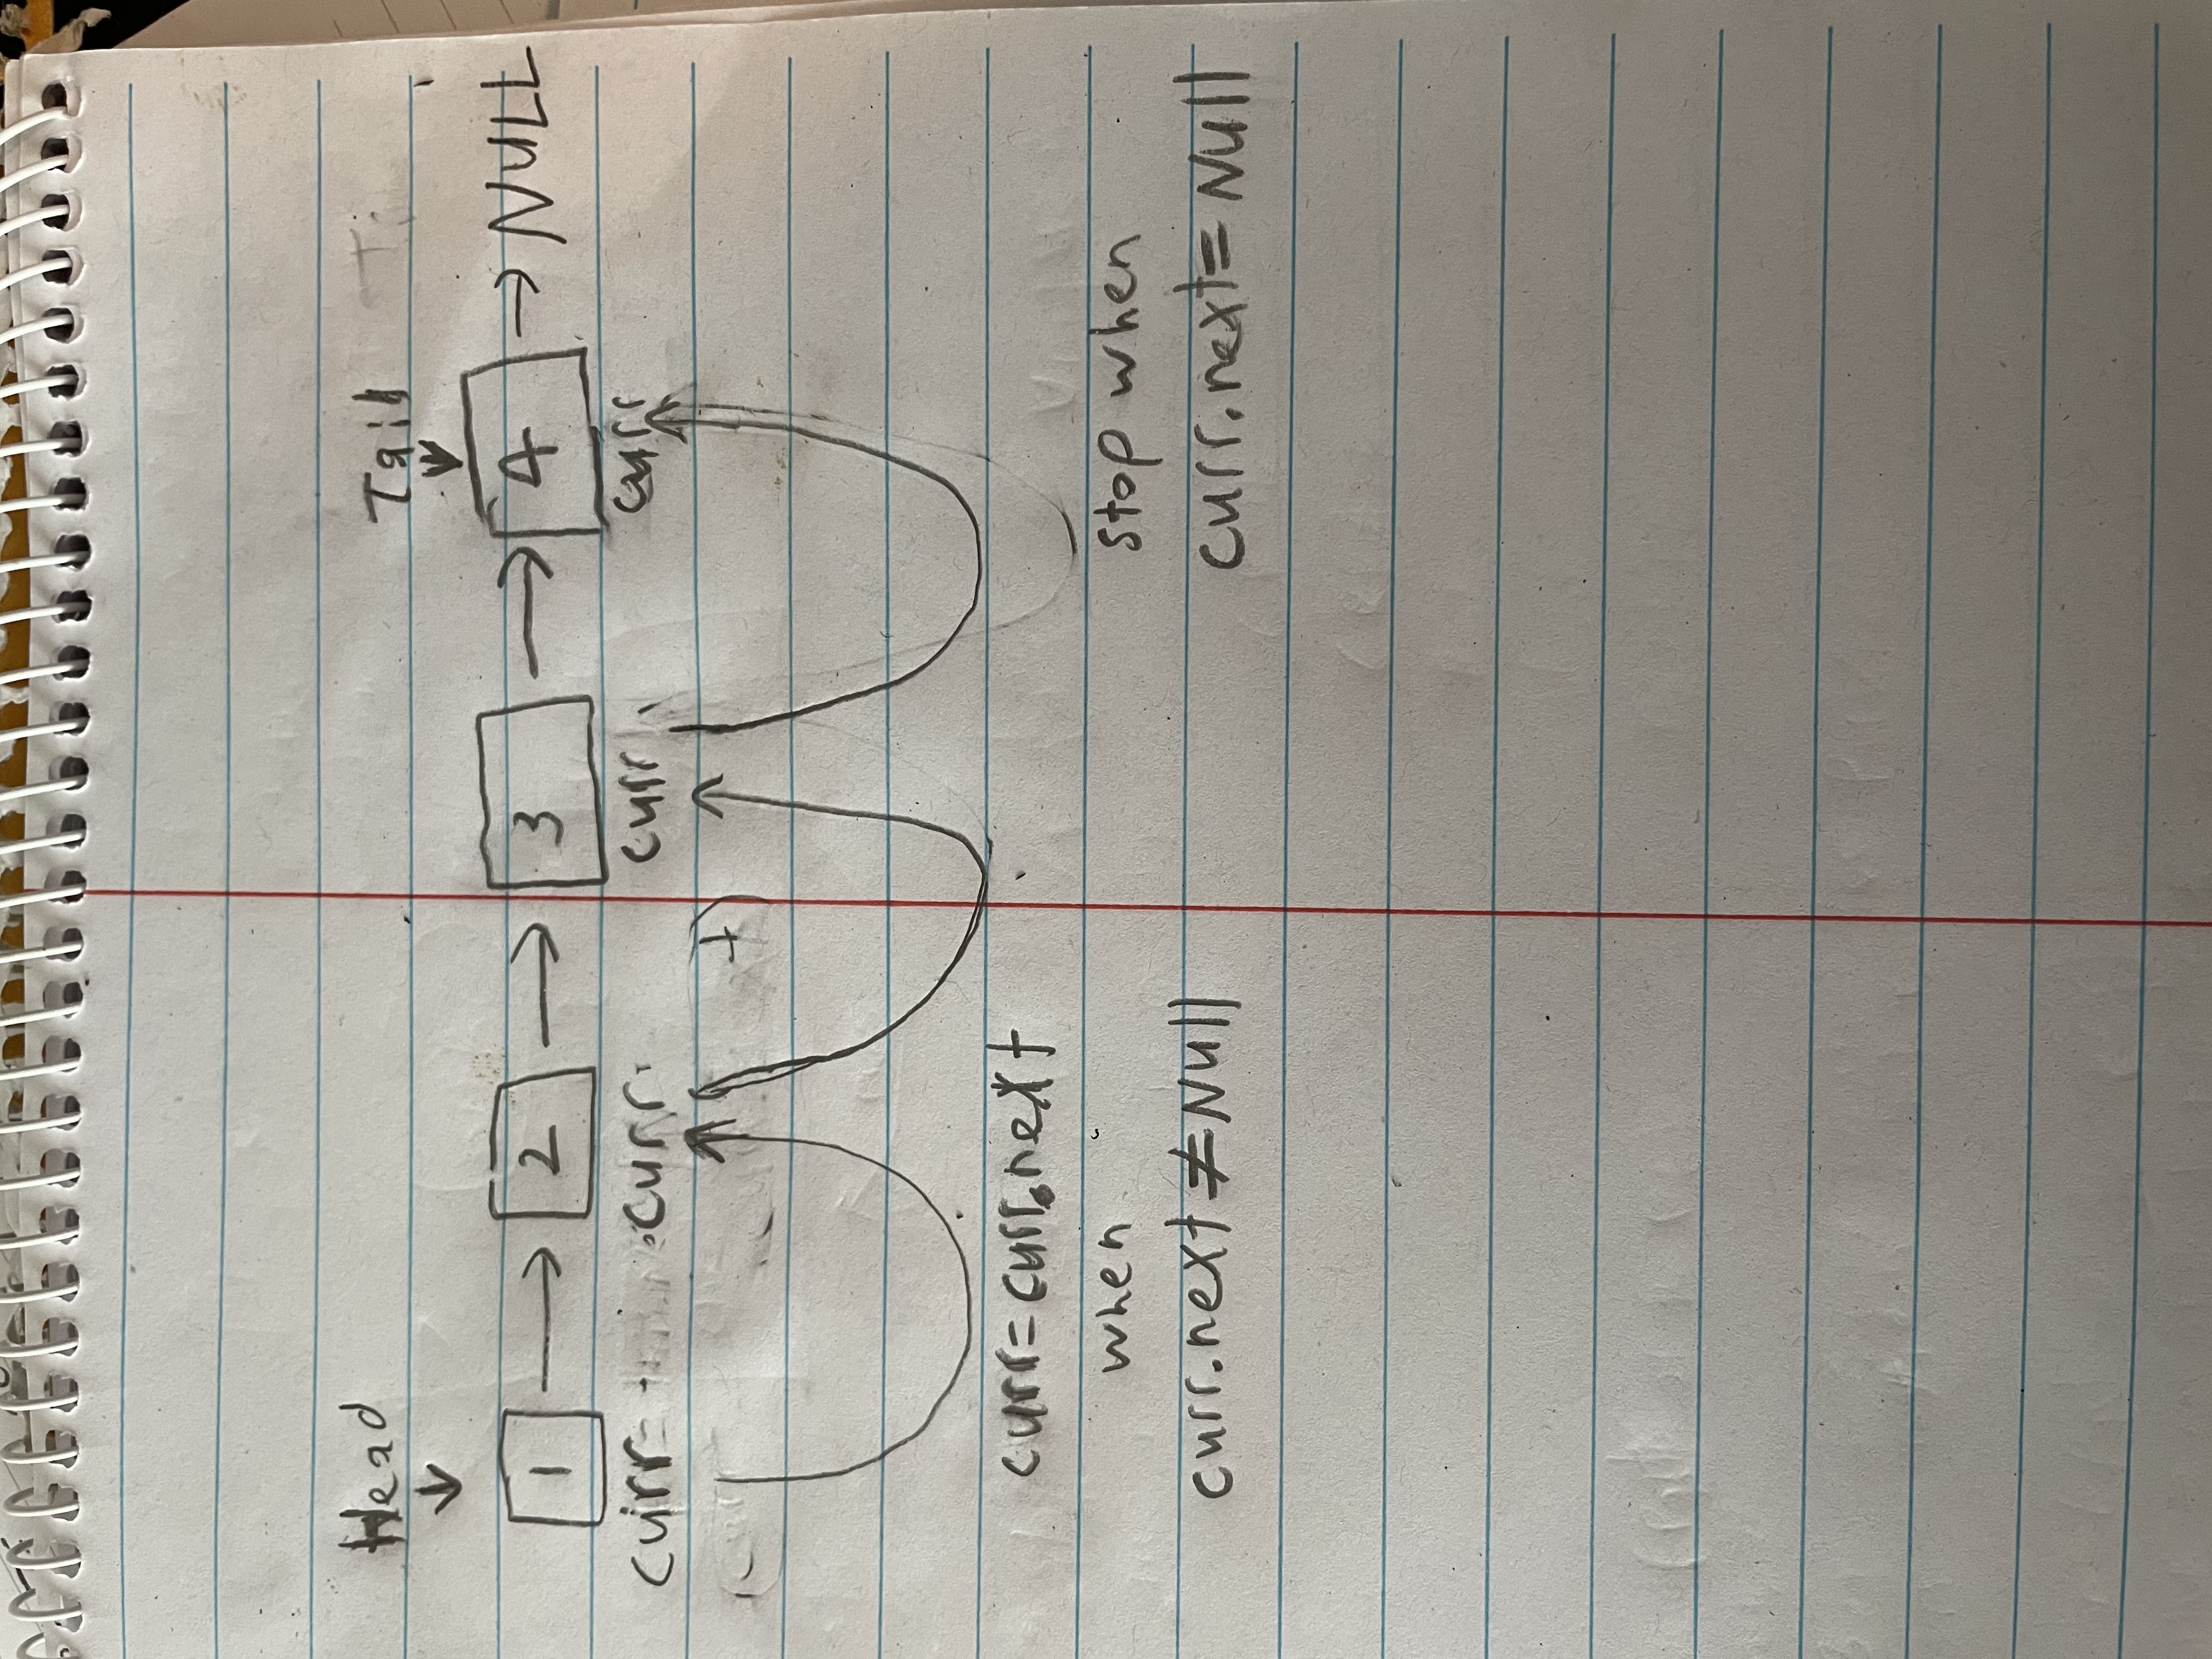 Head Tail
1 → 2 → 3 → 4 → NULL
curr curr curr curr
curr=curr.next
when
curr.next ≠ Null
stop when
curr.next = Null